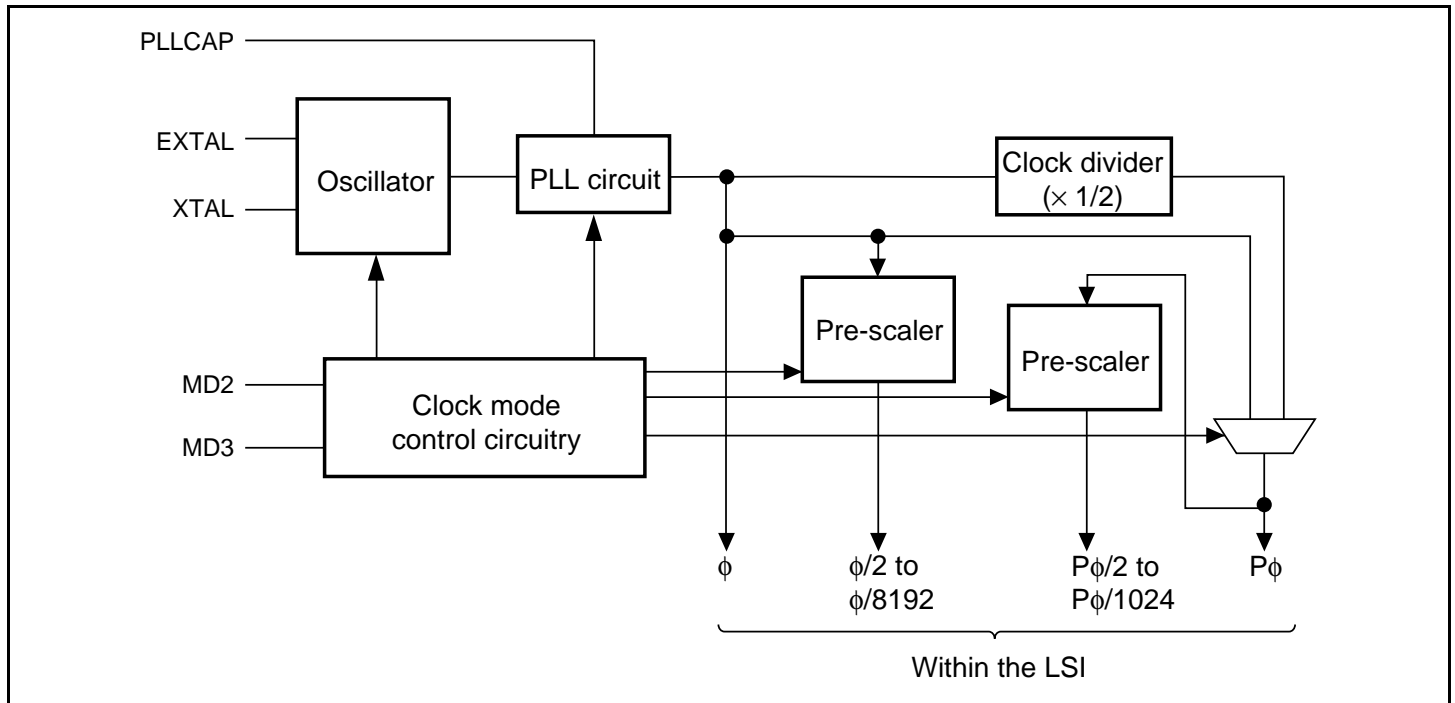 PLLCAP
EXTAL
XTAL
Oscillator
PLL circuit
Clock divider
(× 1/2)
Pre-scaler
Pre-scaler
MD2
MD3
Clock mode
control circuitry
ϕ
ϕ/2 to
ϕ/8192
Pϕ/2 to
Pϕ/1024
Pϕ
Within the LSI